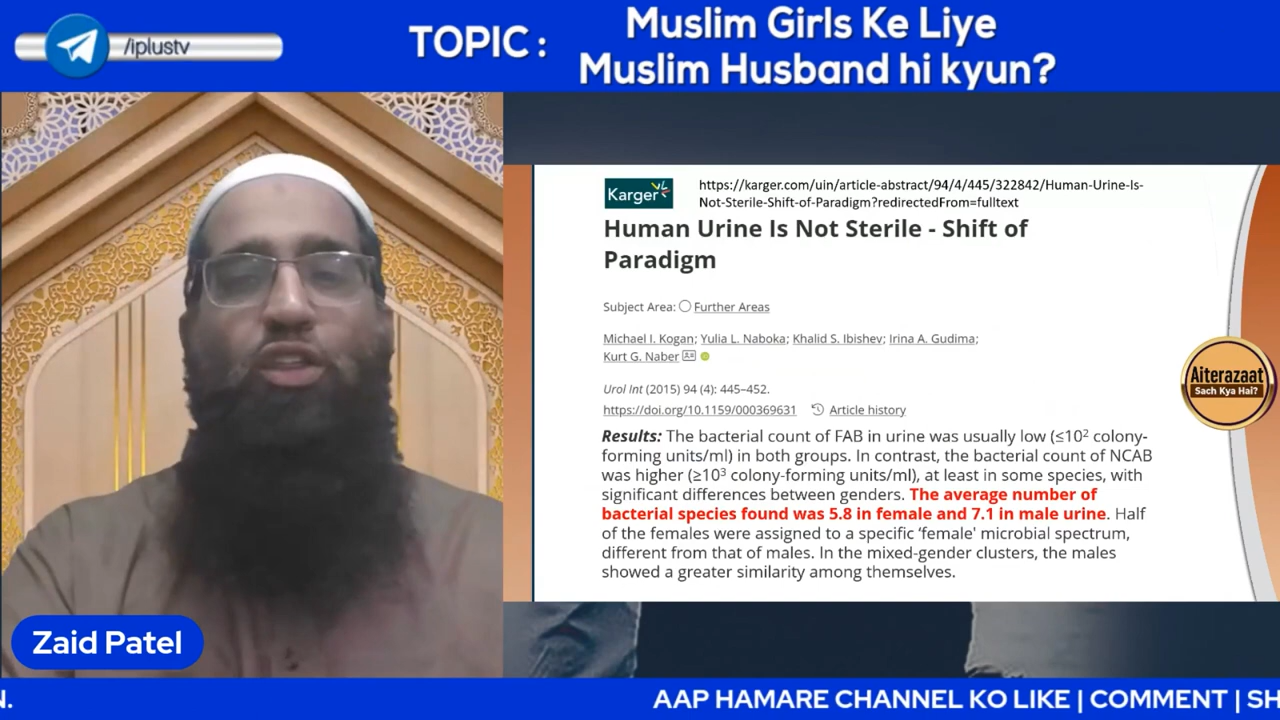 /iplustv
TOPIC :
Muslim Girls Ke Liye
Muslim Husband hi kyun?
Karger
https://karger.com/uin/article-abstract/94/4/445/322842/Human-Urine-Is-
Not-Sterile-Shift-of-Paradigm?redirectedFrom=fulltext
Human Urine Is Not Sterile - Shift of
Paradigm
Subject Area: Further Areas
Michael I. Kogan; Yulia L. Naboka; Khalid S. Ibishev; Irina A. Gudima;
Kurt G. Naber
Urol Int (2015) 94 (4): 445–452.
https://doi.org/10.1159/000369631 Article history
Results: The bacterial count of FAB in urine was usually low (≤10² colony-
forming units/ml) in both groups. In contrast, the bacterial count of NCAB
was higher (≥10³ colony-forming units/ml), at least in some species, with
significant differences between genders. The average number of
bacterial species found was 5.8 in female and 7.1 in male urine. Half
of the females were assigned to a specific ‘female' microbial spectrum,
different from that of males. In the mixed-gender clusters, the males
showed a greater similarity among themselves.
Aiterazaat
Sach Kya Hai?
Zaid Patel
N.
AAP HAMARE CHANNEL KO LIKE | COMMENT | SH